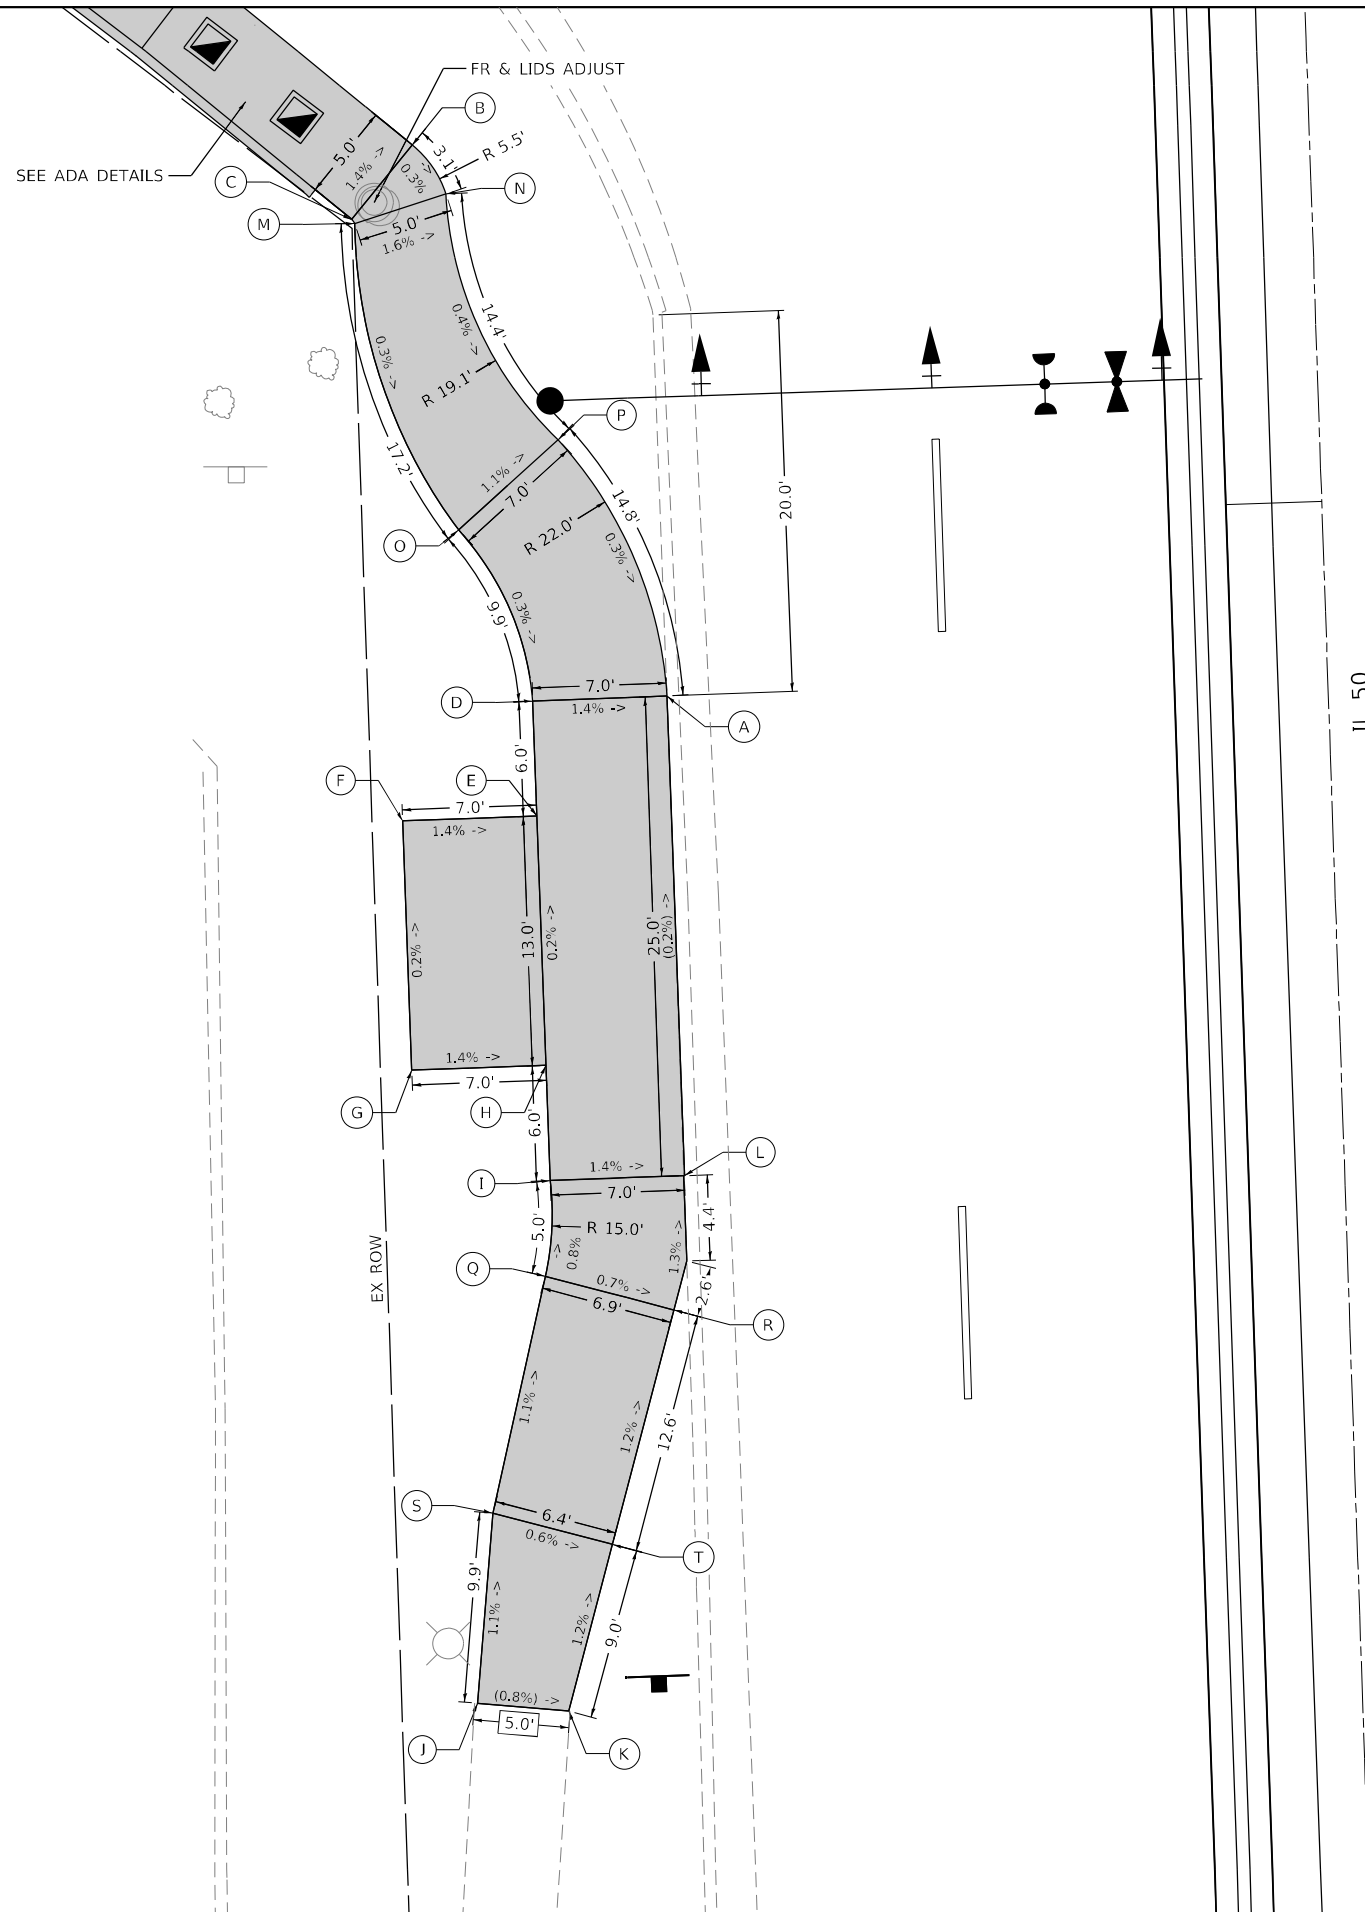 FR & LIDS ADJUST
B
SEE ADA DETAILS
5.0'
1.4% ->
3.1'
0.3% ->
R 5.5'
C
N
M
5.0'
1.6% ->
14.4'
0.4% ->
0.3% ->
R 19.1'
17.2'
P
1.1% ->
7.0'
14.8'
20.0'
R 22.0'
O
0.3% ->
0.3% ->
9.9'
7.0'
D
1.4% ->
A
IL 50
6.0'
F
E
7.0'
1.4% ->
0.2% ->
13.0'
0.2% ->
25.0'
(0.2%) ->
1.4% ->
7.0'
G
H
6.0'
L
1.4% ->
I
7.0'
5.0'
R 15.0'
4.4'
0.8% ->
1.3% ->
EX ROW
Q
0.7% ->
2.6'
6.9'
R
1.1% ->
1.2% ->
12.6'
S
6.4'
0.6% ->
T
9.9'
1.1% ->
1.2% ->
9.0'
(0.8%) ->
5.0'
J
K